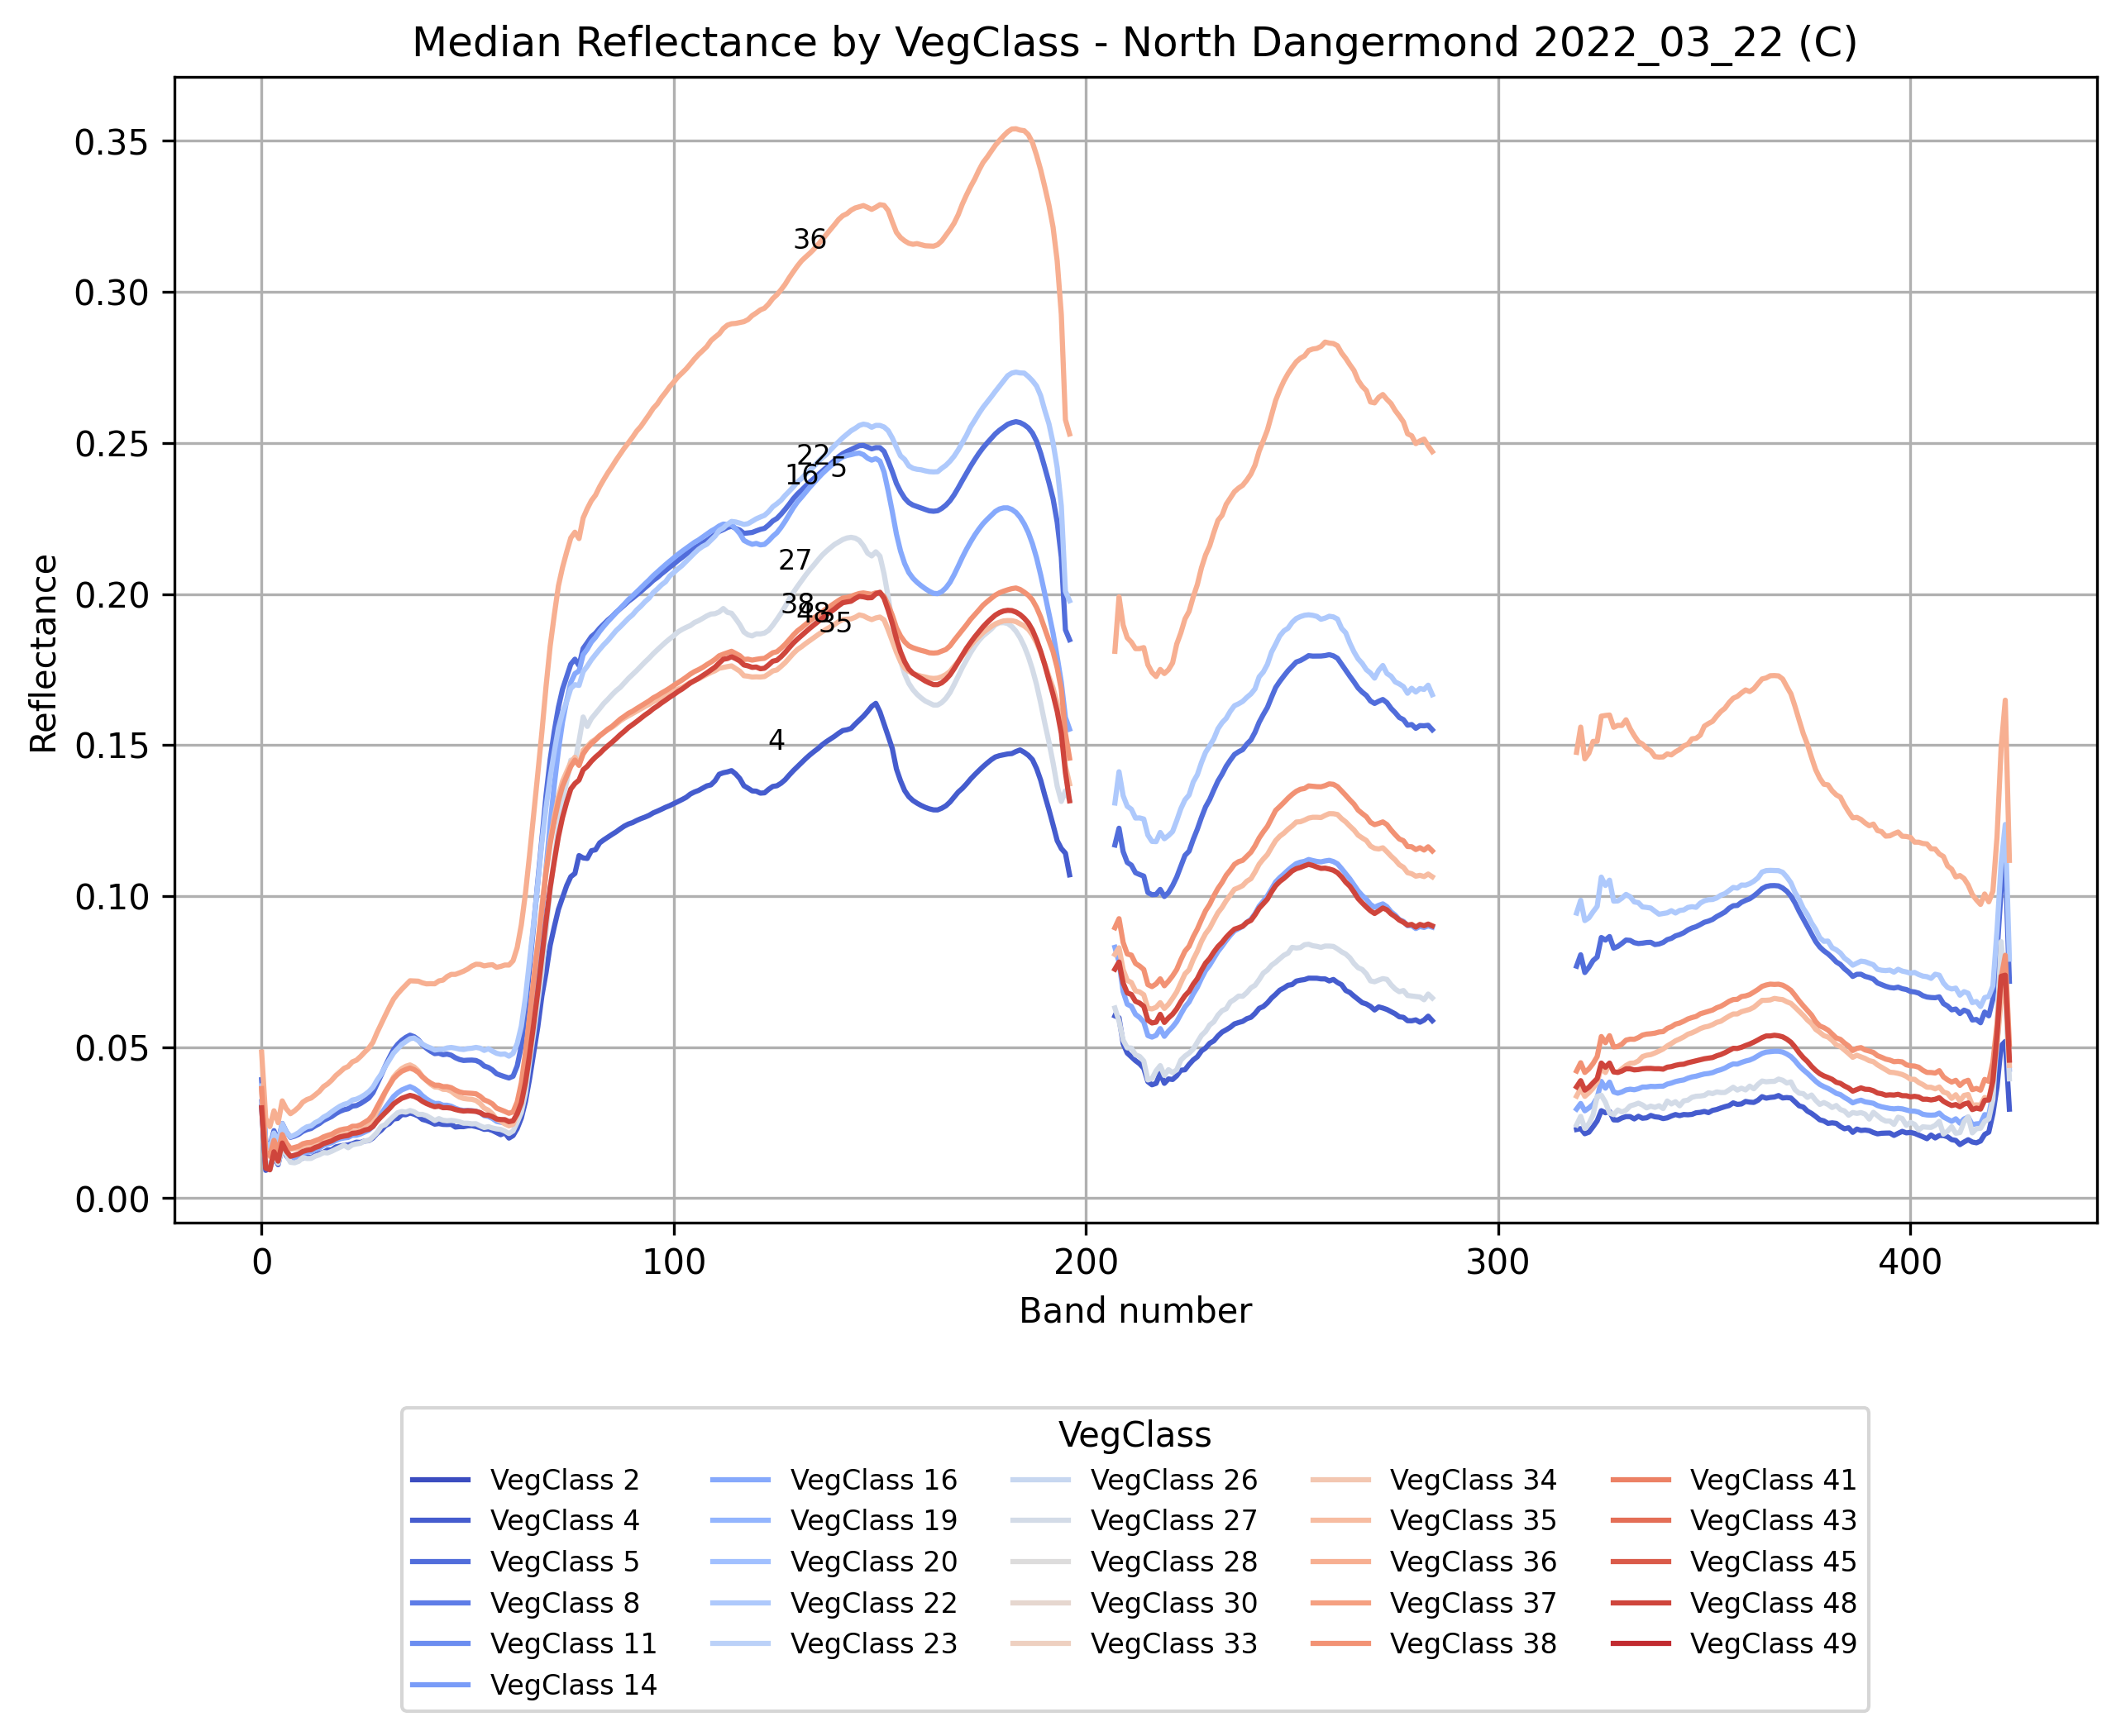 Median Reflectance by VegClass - North Dangermond 2022_03_22 (C)
0.35
0.30
0.25
0.20
0.15
0.10
0.05
0.00
Reflectance
36
22
5
16
27
38
48
35
4
0 100 200 300 400
Band number
VegClass
VegClass 2 VegClass 16 VegClass 26 VegClass 34 VegClass 41
VegClass 4 VegClass 19 VegClass 27 VegClass 35 VegClass 43
VegClass 5 VegClass 20 VegClass 28 VegClass 36 VegClass 45
VegClass 8 VegClass 22 VegClass 30 VegClass 37 VegClass 48
VegClass 11 VegClass 23 VegClass 33 VegClass 38 VegClass 49
VegClass 14